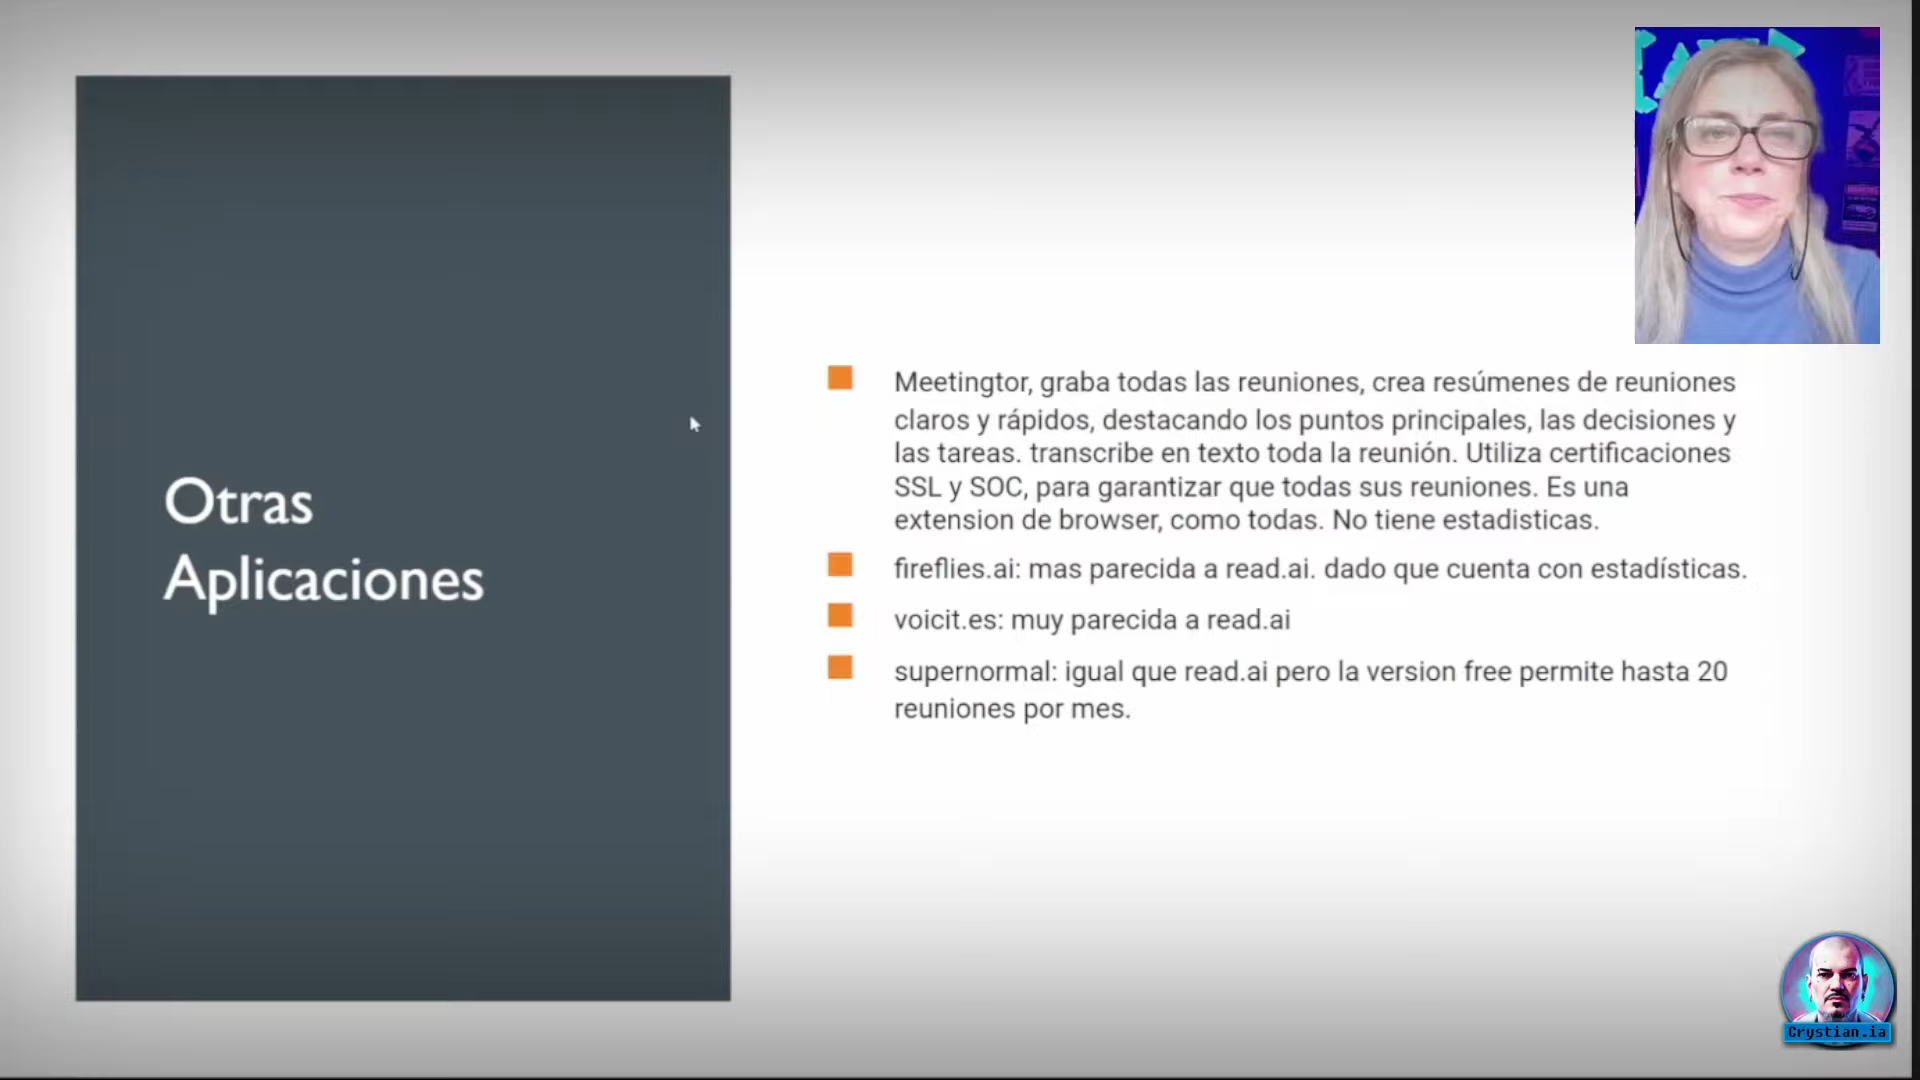 Otras
Aplicaciones
Meetingtor, graba todas las reuniones, crea resúmenes de reuniones
claros y rápidos, destacando los puntos principales, las decisiones y
las tareas. transcribe en texto toda la reunión. Utiliza certificaciones
SSL y SOC, para garantizar que todas sus reuniones. Es una
extension de browser, como todas. No tiene estadisticas.
fireflies.ai: mas parecida a read.ai. dado que cuenta con estadísticas.
voicit.es: muy parecida a read.ai
supernormal: igual que read.ai pero la version free permite hasta 20
reuniones por mes.
Crystian.ia